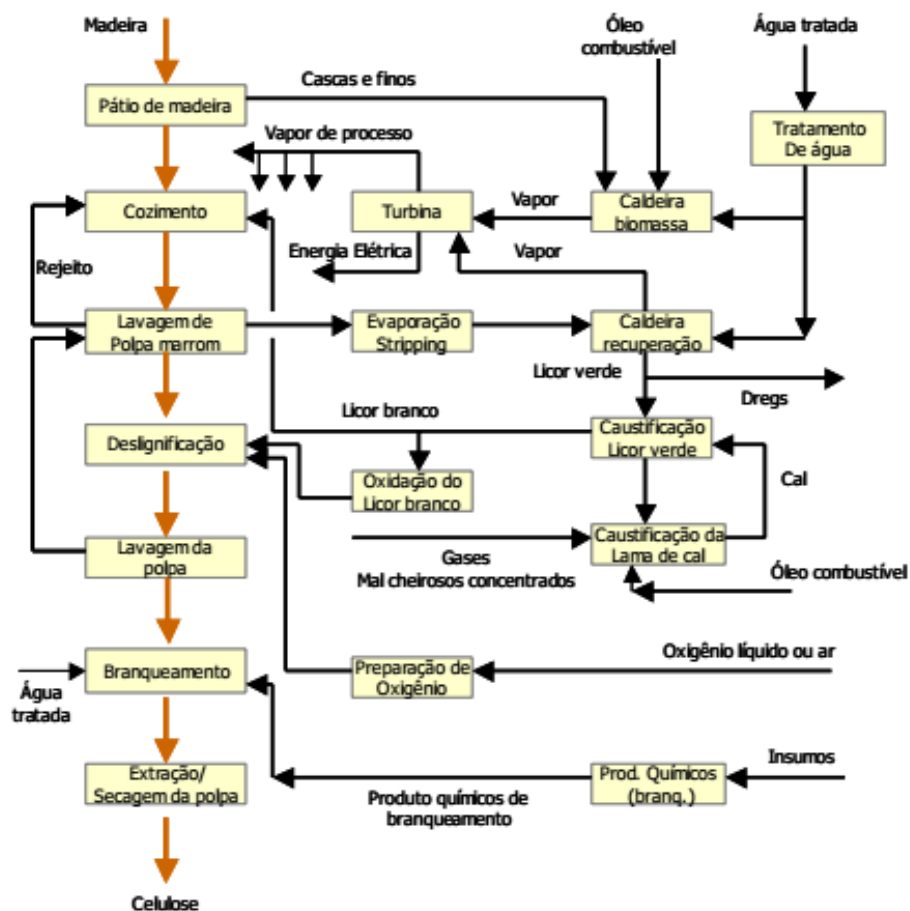 Madeira
Óleo
combustível
Água tratada
Cascas e finos
Pátio de madeira
Tratamento
De água
Vapor de processo
Cozimento
Turbina
Vapor
Caldeira
biomassa
Energia Elétrica
Vapor
Rejeito
Lavagem de
Polpa marrom
Evaporação
Stripping
Caldeira
recuperação
Licor verde
Dregs
Licor branco
Deslignificação
Caustificação
Licor verde
Oxidação do
Licor branco
Cal
Lavagem da
polpa
Gases
Mal cheirosos concentrados
Caustificação da
Lama de cal
Óleo combustível
Branqueamento
Água
tratada
Preparação de
Oxigênio
Oxigênio líquido ou ar
Extração/
Secagem da polpa
Produto químicos de
branqueamento
Prod. Químicos
(branq.)
Insumos
Celulose